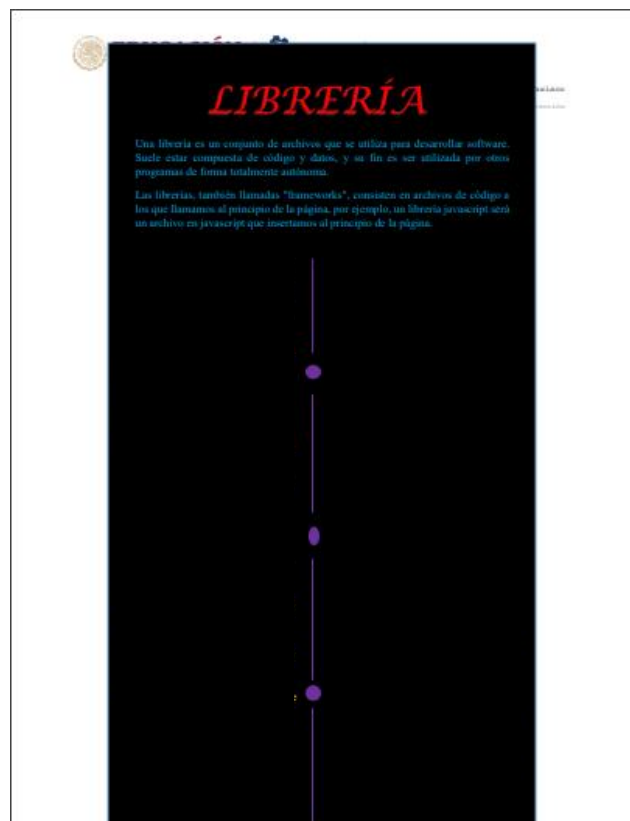 LIBRERÍA
Una librería es un conjunto de archivos que se utiliza para desarrollar software.
Suele estar compuesta de código y datos, y su fin es ser utilizada por otros
programas de forma totalmente autónoma.
Las librerías, también llamadas "frameworks", consisten en archivos de código a
los que llamamos al principio de la página, por ejemplo, un librería javascript será
un archivo en javascript que insertamos al principio de la página.